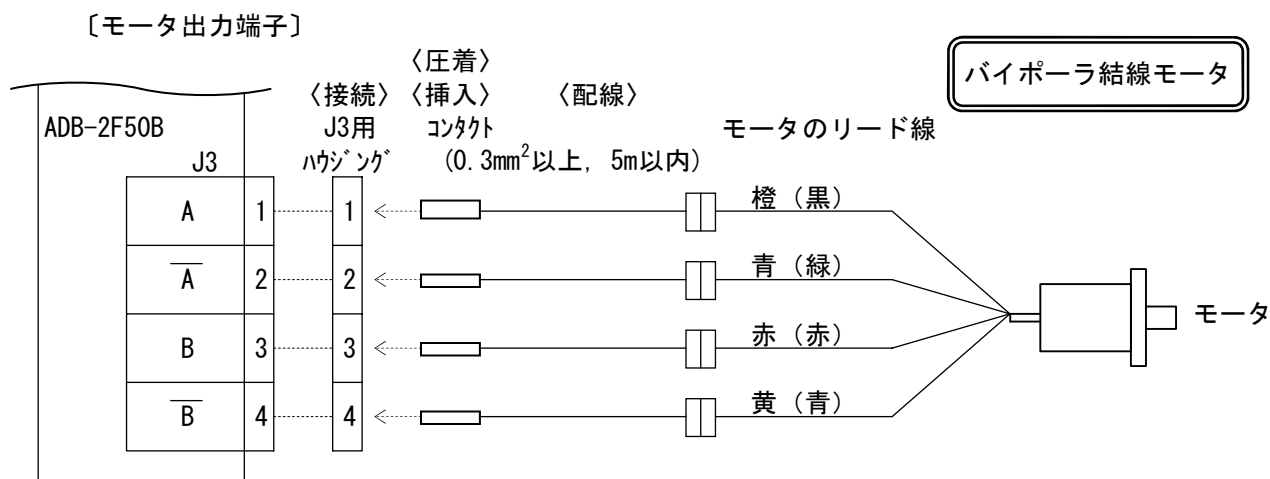 〔モータ出力端子〕
バイポーラ結線モータ
〈圧着〉
〈接続〉〈挿入〉 〈配線〉
ADB-2F50B J3用 ｺﾝﾀｸﾄ モータのリード線
J3 ﾊｳｼﾞﾝｸﾞ (0.3mm²以上, 5m以内)
A 1 1 橙（黒）
A̅ 2 2 青（緑）
モータ
B 3 3 赤（赤）
B̅ 4 4 黄（青）